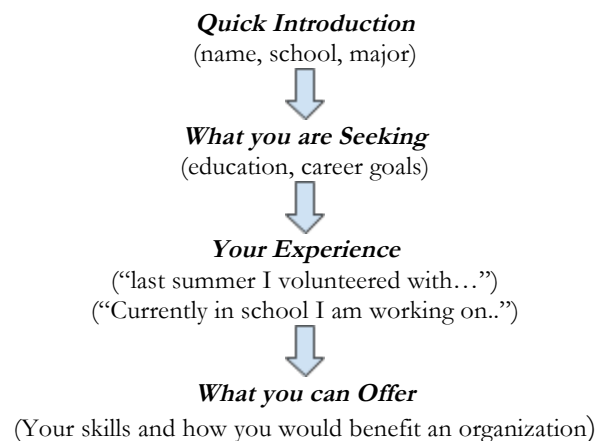 Quick Introduction
(name, school, major)
What you are Seeking
(education, career goals)
Your Experience
(“last summer I volunteered with…”)
(“Currently in school I am working on..”)
What you can Offer
(Your skills and how you would benefit an organization)